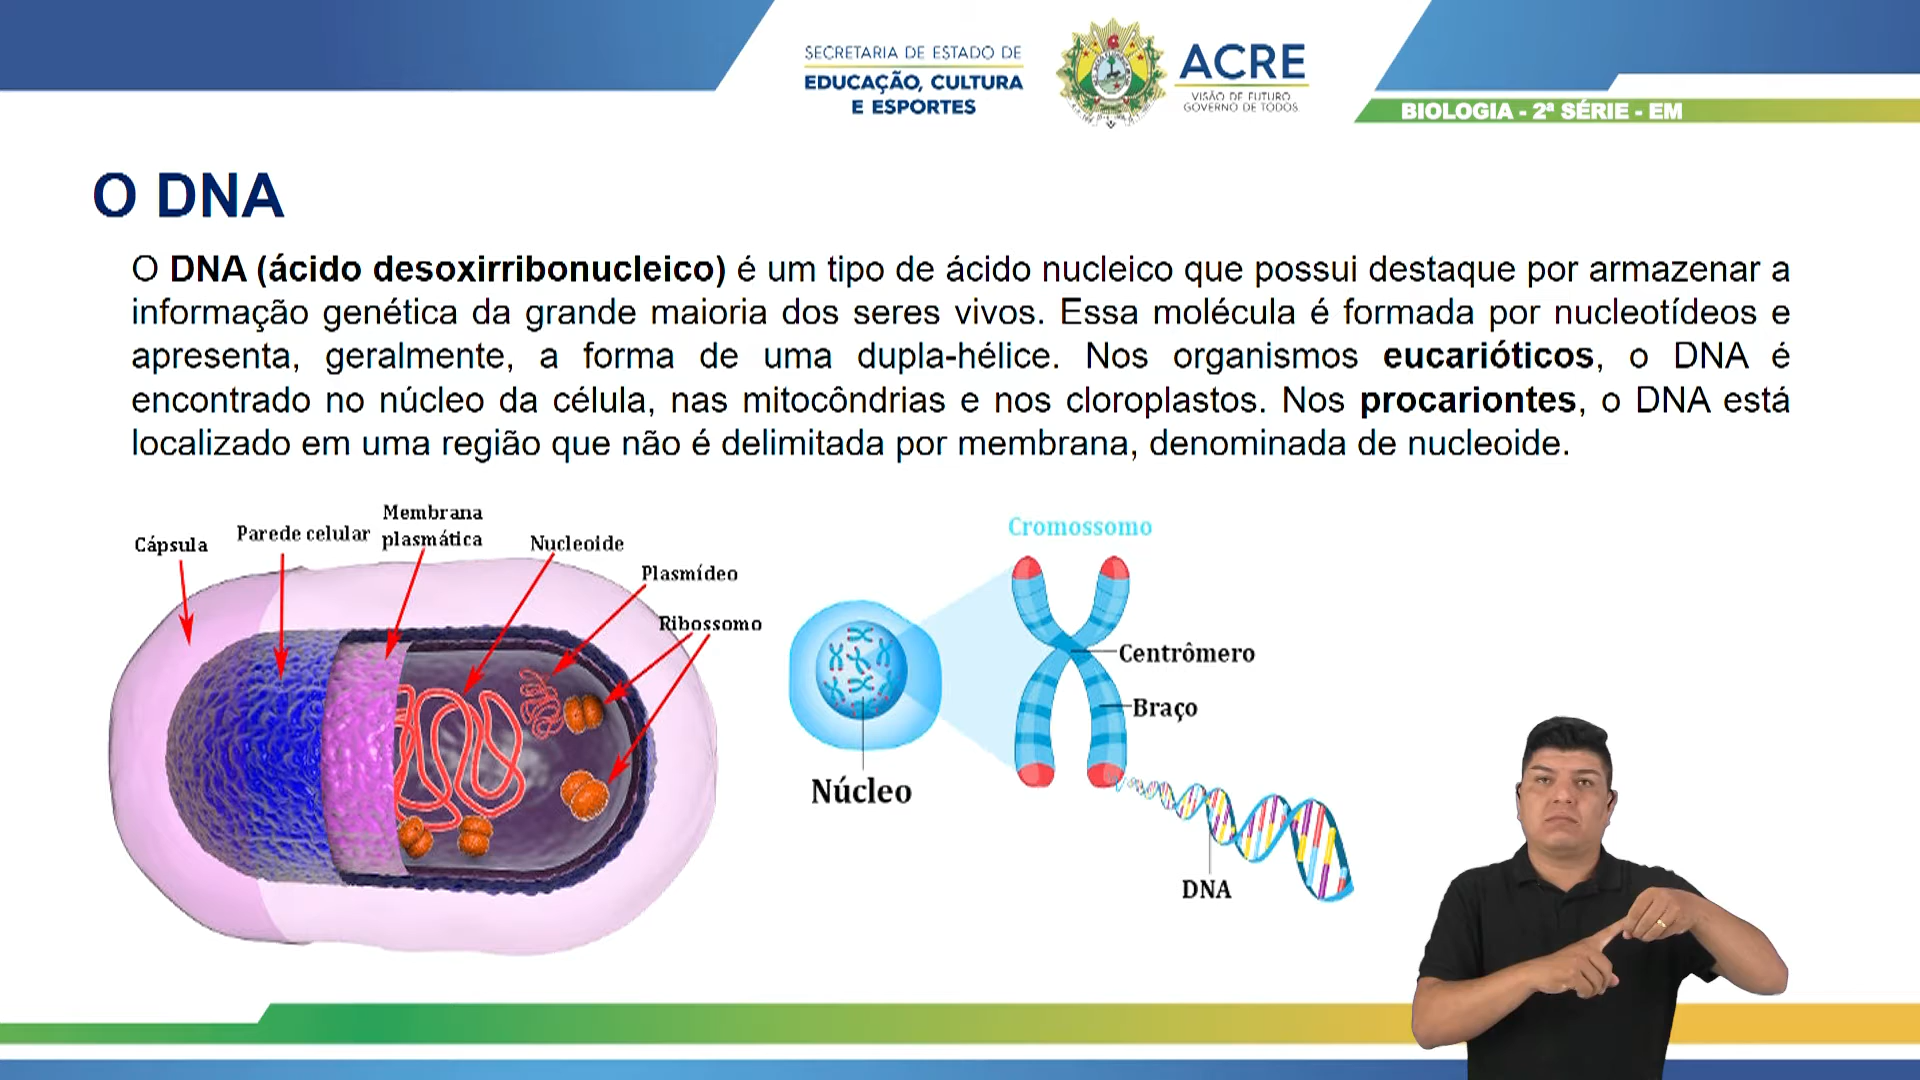 SECRETARIA DE ESTADO DE
EDUCAÇÃO, CULTURA
E ESPORTES
ACRE
VISÃO DE FUTURO
GOVERNO DE TODOS
BIOLOGIA - 2ª SÉRIE - EM
O DNA
O DNA (ácido desoxirribonucleico) é um tipo de ácido nucleico que possui destaque por armazenar a
informação genética da grande maioria dos seres vivos. Essa molécula é formada por nucleotídeos e
apresenta, geralmente, a forma de uma dupla-hélice. Nos organismos eucarióticos, o DNA é
encontrado no núcleo da célula, nas mitocôndrias e nos cloroplastos. Nos procariontes, o DNA está
localizado em uma região que não é delimitada por membrana, denominada de nucleoide.
Cápsula
Parede celular
Membrana
plasmática
Nucleoide
Plasmídeo
Ribossomo
Cromossomo
Centrômero
Braço
Núcleo
DNA